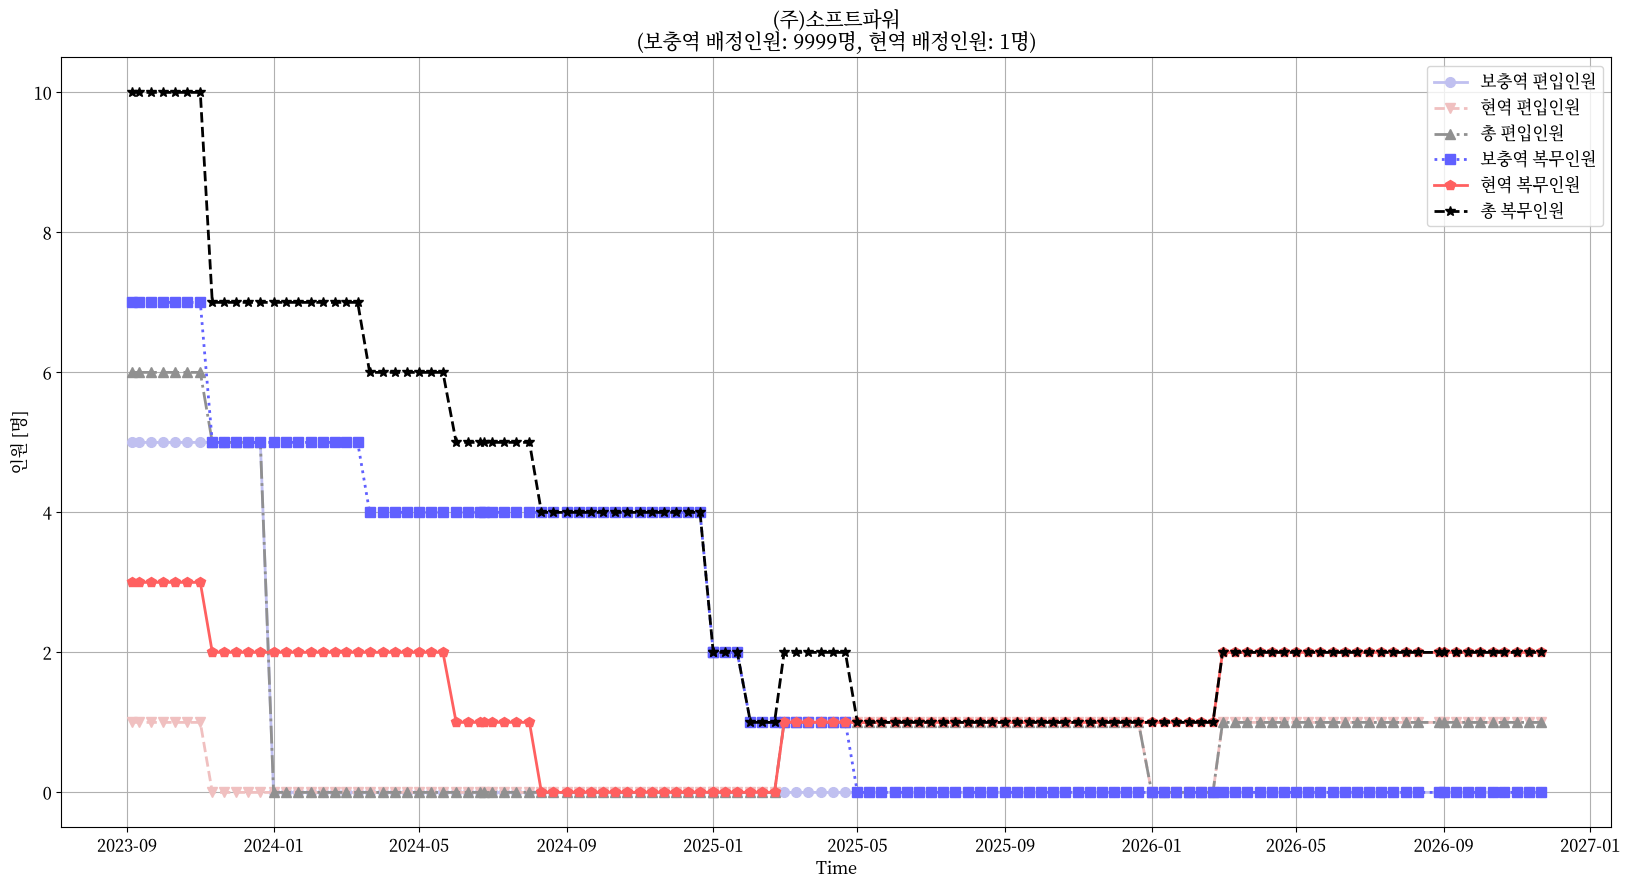 (주)소프트파워
(보충역 배정인원: 9999명, 현역 배정인원: 1명)
보충역 편입인원
현역 편입인원
총 편입인원
보충역 복무인원
현역 복무인원
총 복무인원
인원 [명]
10
8
6
4
2
0
2023-09
2024-01
2024-05
2024-09
2025-01
2025-05
2025-09
2026-01
2026-05
2026-09
2027-01
Time